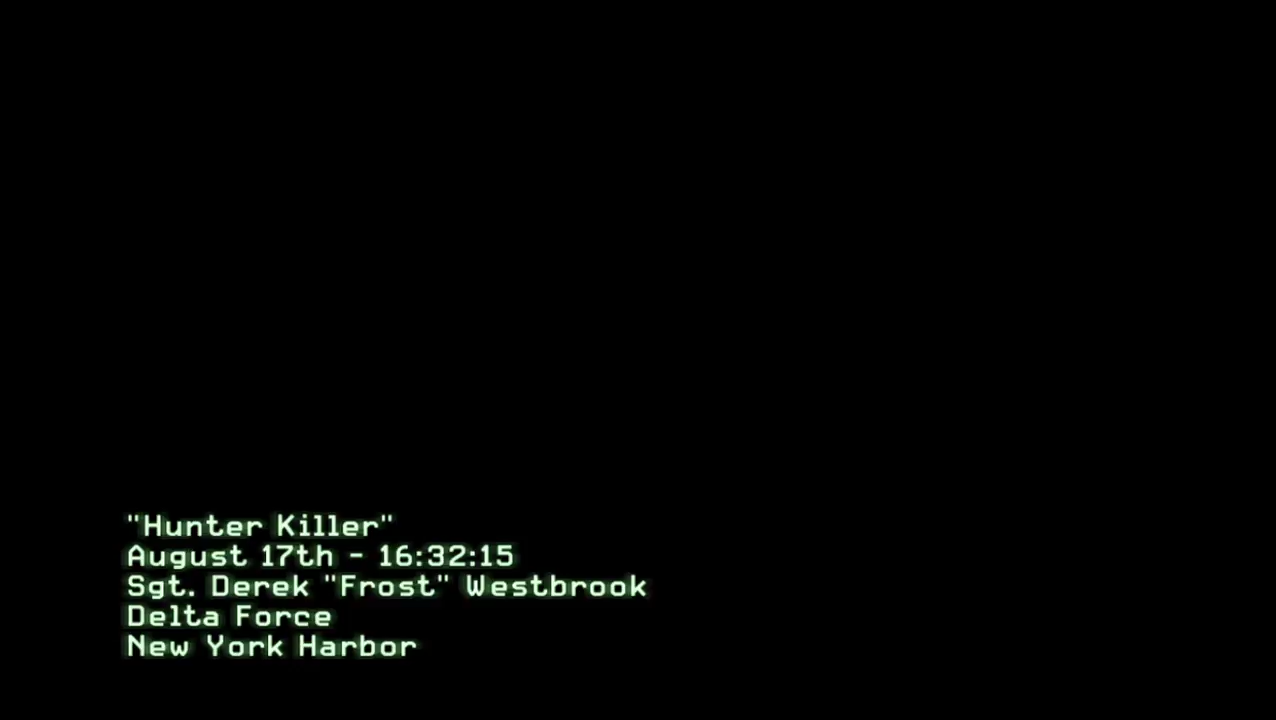 "Hunter Killer"
August 17th - 16:32:15
Sgt. Derek "Frost" Westbrook
Delta Force
New York Harbor